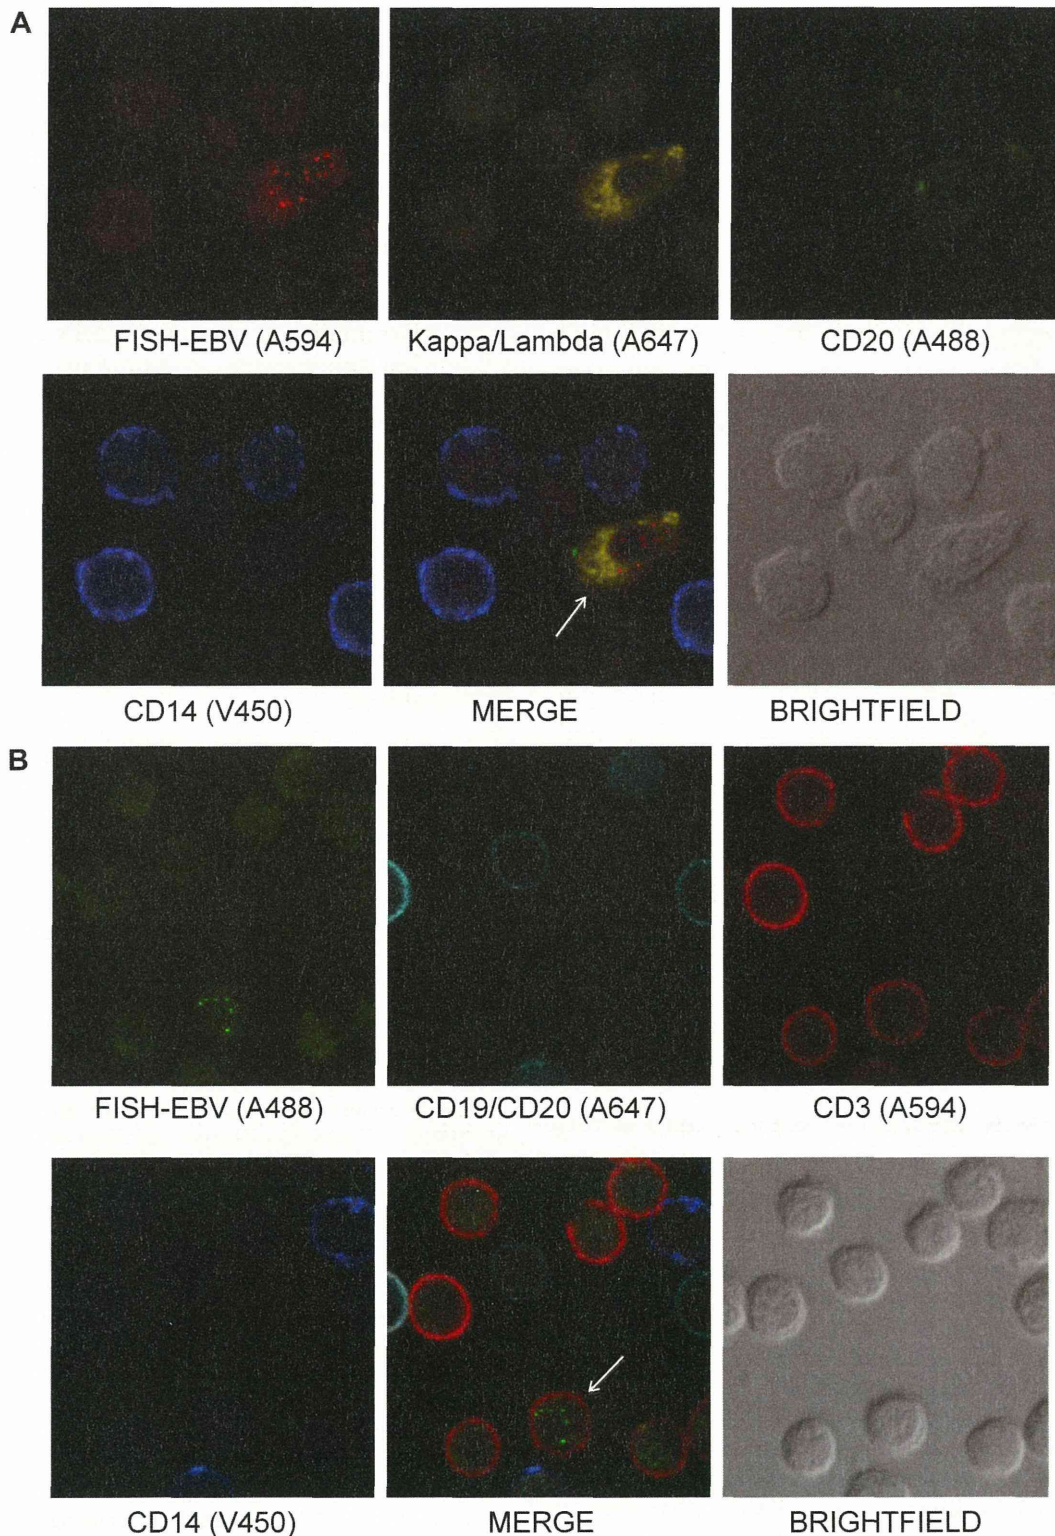 A
FISH-EBV (A594) Kappa/Lambda (A647) CD20 (A488)
CD14 (V450) MERGE BRIGHTFIELD
B
FISH-EBV (A488) CD19/CD20 (A647) CD3 (A594)
CD14 (V450) MERGE BRIGHTFIELD